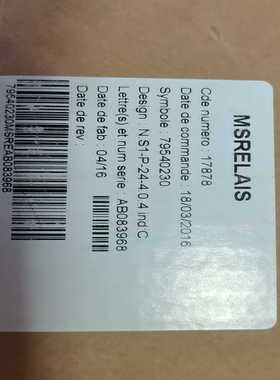 MSRELAIS
Cde numero : 17878
Date de commande : 18/03/2016
Symbole : 79540230
Design : N.S1-P-24-4.0.4 ind C
Lettre(s) et num serie : AB083968
Date de fab : 04/16
Date de rev :
79540230MSREAB083968